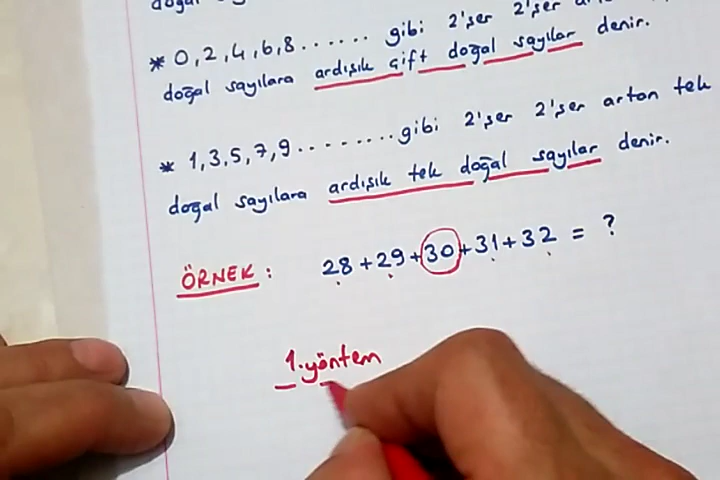 doğal
* 0, 2, 4, 6, 8 ...... gibi 2'şer 2'şer
doğal sayılara ardışık çift doğal sayılar denir.
* 1, 3, 5, 7, 9 ........ gibi 2'şer 2'şer artan tek
doğal sayılara ardışık tek doğal sayılar denir.
ÖRNEK: 28 + 29 + 30 + 31 + 32 = ?
1. yöntem